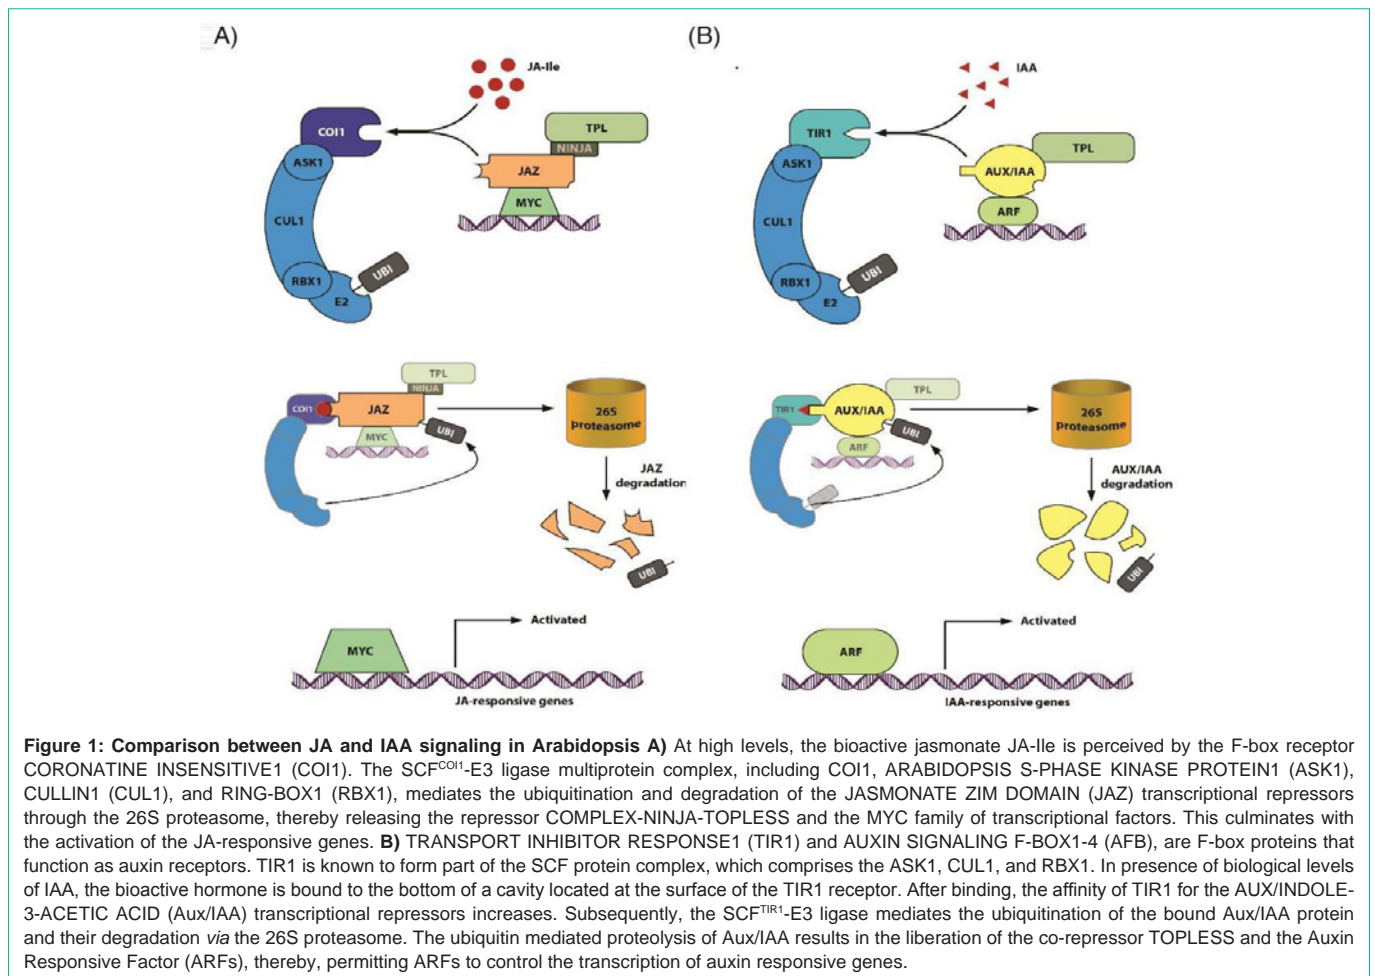 A)
(B)
JA-Ile
IAA
COI1
TPL
NINJA
JAZ
MYC
ASK1
CUL1
RBX1
E2
UBI
TIR1
TPL
AUX/IAA
ARF
ASK1
CUL1
RBX1
E2
UBI
TPL
NINJA
COI1
JAZ
MYC
UBI
26S
proteasome
JAZ
degradation
UBI
TPL
TIR1
AUX/IAA
ARF
UBI
26S
proteasome
AUX/IAA
degradation
UBI
Activated
MYC
JA-responsive genes
Activated
ARF
IAA-responsive genes
Figure 1: Comparison between JA and IAA signaling in Arabidopsis A) At high levels, the bioactive jasmonate JA-Ile is perceived by the F-box receptor
CORONATINE INSENSITIVE1 (COI1). The SCFCOI1-E3 ligase multiprotein complex, including COI1, ARABIDOPSIS S-PHASE KINASE PROTEIN1 (ASK1),
CULLIN1 (CUL1), and RING-BOX1 (RBX1), mediates the ubiquitination and degradation of the JASMONATE ZIM DOMAIN (JAZ) transcriptional repressors
through the 26S proteasome, thereby releasing the repressor COMPLEX-NINJA-TOPLESS and the MYC family of transcriptional factors. This culminates with
the activation of the JA-responsive genes. B) TRANSPORT INHIBITOR RESPONSE1 (TIR1) and AUXIN SIGNALING F-BOX1-4 (AFB), are F-box proteins that
function as auxin receptors. TIR1 is known to form part of the SCF protein complex, which comprises the ASK1, CUL1, and RBX1. In presence of biological levels
of IAA, the bioactive hormone is bound to the bottom of a cavity located at the surface of the TIR1 receptor. After binding, the affinity of TIR1 for the AUX/INDOLE-
3-ACETIC ACID (Aux/IAA) transcriptional repressors increases. Subsequently, the SCFTIR1-E3 ligase mediates the ubiquitination of the bound Aux/IAA protein
and their degradation via the 26S proteasome. The ubiquitin mediated proteolysis of Aux/IAA results in the liberation of the co-repressor TOPLESS and the Auxin
Responsive Factor (ARFs), thereby, permitting ARFs to control the transcription of auxin responsive genes.